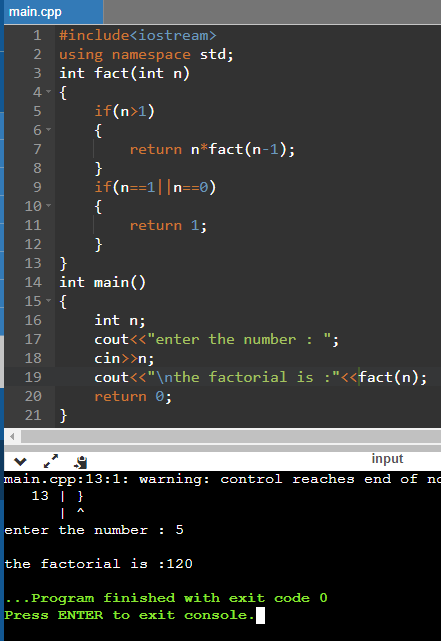 main.cpp
1 #include<iostream>
2 using namespace std;
3 int fact(int n)
4 {
5 if(n>1)
6 {
7 return n*fact(n-1);
8 }
9 if(n==1||n==0)
10 {
11 return 1;
12 }
13 }
14 int main()
15 {
16 int n;
17 cout<<"enter the number : ";
18 cin>>n;
19 cout<<"\nthe factorial is :"<<fact(n);
20 return 0;
21 }
input
main.cpp:13:1: warning: control reaches end of no
13 | }
| ^
enter the number : 5
the factorial is :120
...Program finished with exit code 0
Press ENTER to exit console.